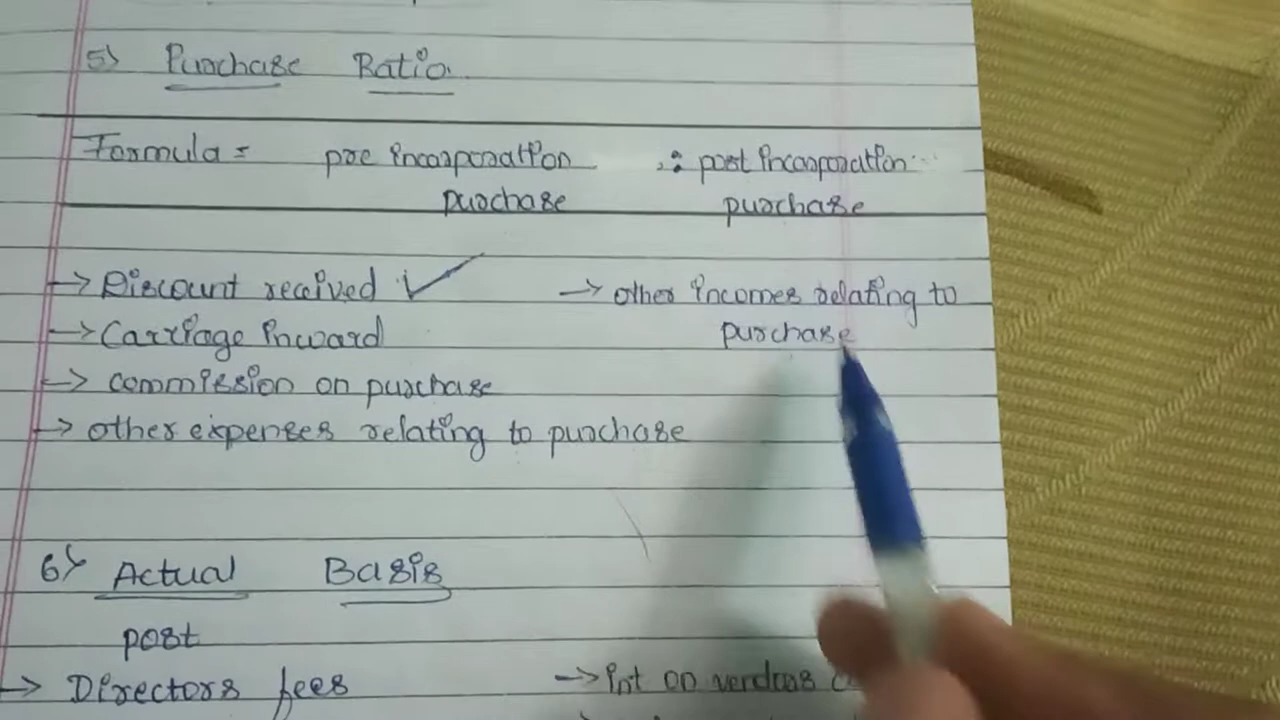 5) Purchase Ratio.
Formula = pre incorporation : post incorporation
purchase purchase
→ Discount received ✓ → other incomes relating to
purchase
→ Carriage Inward
→ commission on purchase
→ other expenses relating to purchase
6) Actual Basis
post
→ Directors fees → int on vendors